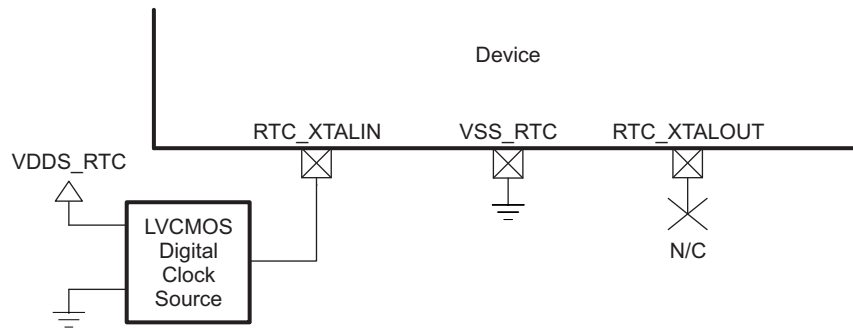 Device
RTC_XTALIN VSS_RTC RTC_XTALOUT
VDDS_RTC
LVCMOS
Digital
Clock
Source
N/C